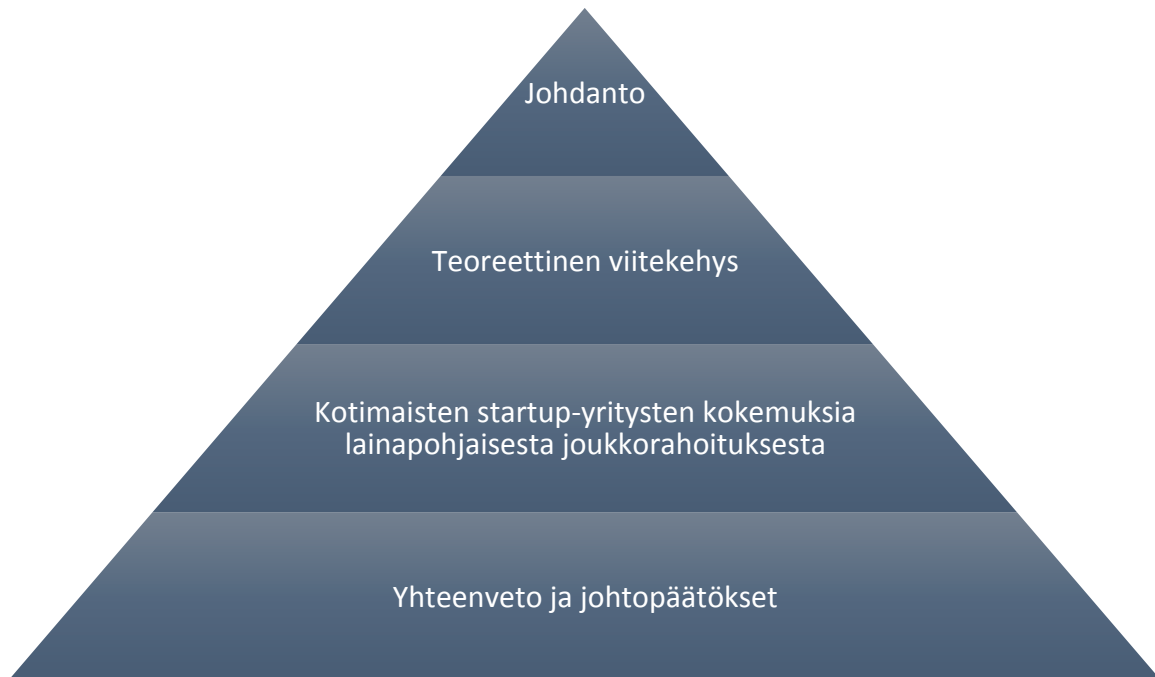 Johdanto
Teoreettinen viitekehys
Kotimaisten startup-yritysten kokemuksia
lainapohjaisesta joukkorahoituksesta
Yhteenveto ja johtopäätökset